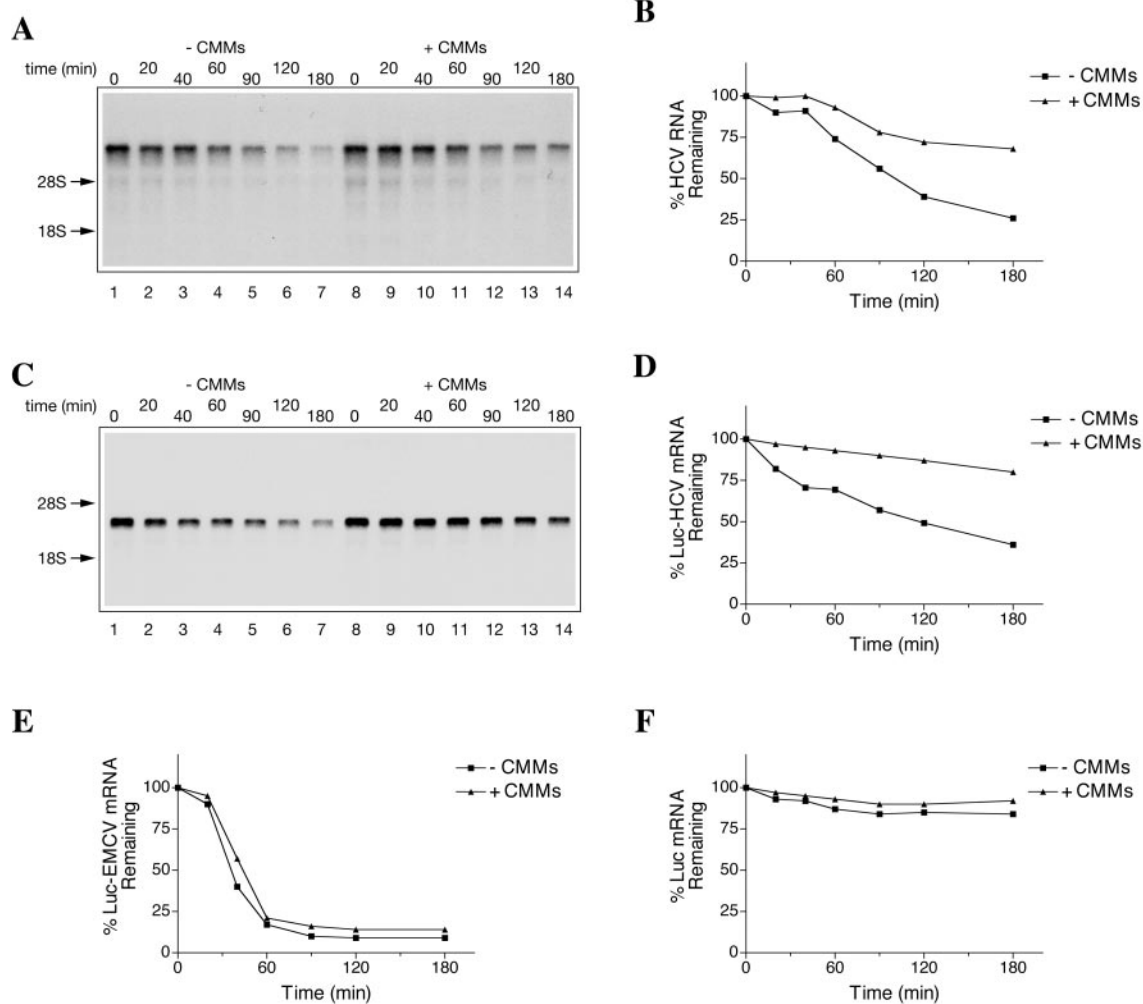 A
- CMMs + CMMs
time (min) 0 20 40 60 90 120 180 0 20 40 60 90 120 180
28S
18S
1 2 3 4 5 6 7 8 9 10 11 12 13 14
B
- CMMs
+ CMMs
% HCV RNA
Remaining
100
75
50
25
0
0 60 120 180
Time (min)
C
- CMMs + CMMs
time (min) 0 20 40 60 90 120 180 0 20 40 60 90 120 180
28S
18S
1 2 3 4 5 6 7 8 9 10 11 12 13 14
D
- CMMs
+ CMMs
% Luc-HCV mRNA
Remaining
100
75
50
25
0
0 60 120 180
Time (min)
E
- CMMs
+ CMMs
% Luc-EMCV mRNA
Remaining
100
75
50
25
0
0 60 120 180
Time (min)
F
- CMMs
+ CMMs
% Luc mRNA
Remaining
100
75
50
25
0
0 60 120 180
Time (min)